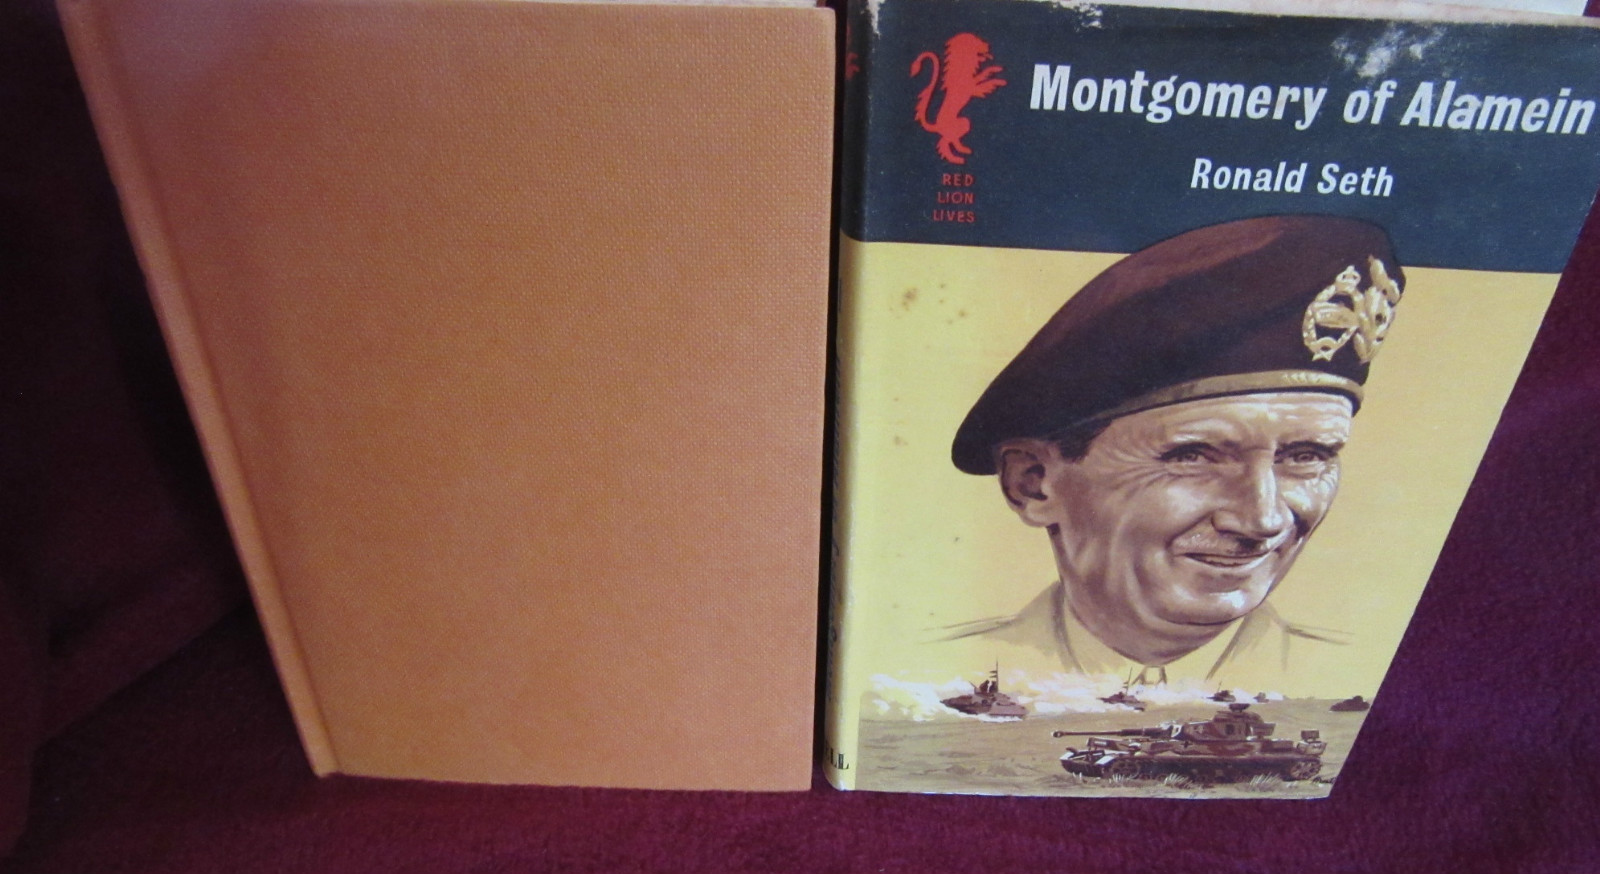 Montgomery of Alamein
Ronald Seth
RED
LION
LIVES